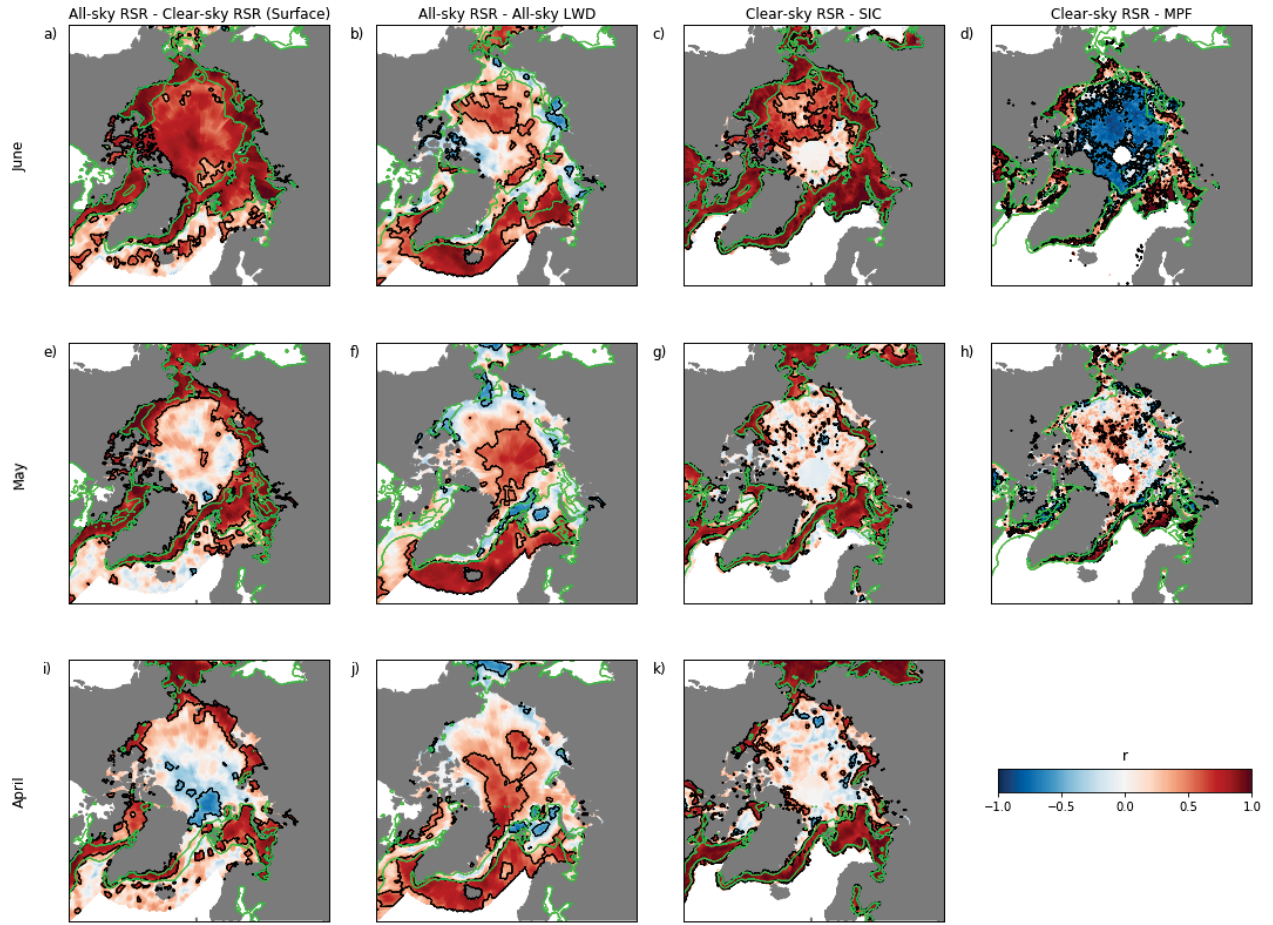 All-sky RSR - Clear-sky RSR (Surface)
All-sky RSR - All-sky LWD
Clear-sky RSR - SIC
Clear-sky RSR - MPF
a)
b)
c)
d)
June
e)
f)
g)
h)
May
i)
j)
k)
April
r
−1.0 −0.5 0.0 0.5 1.0